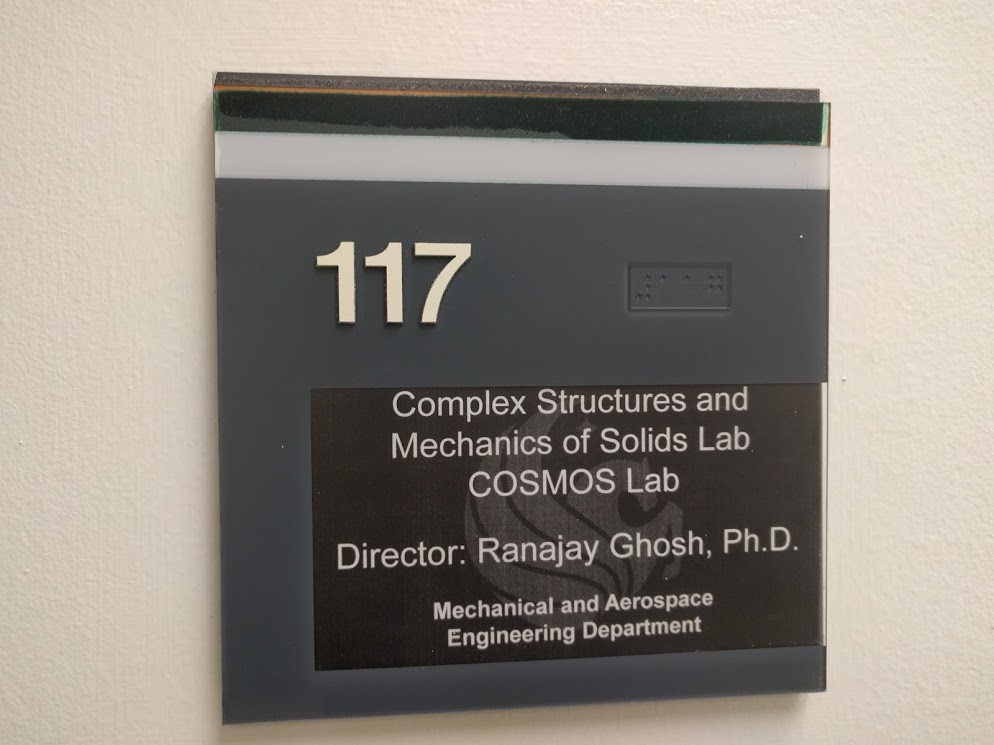 117
Complex Structures and
Mechanics of Solids Lab
COSMOS Lab
Director: Ranajay Ghosh, Ph.D.
Mechanical and Aerospace
Engineering Department